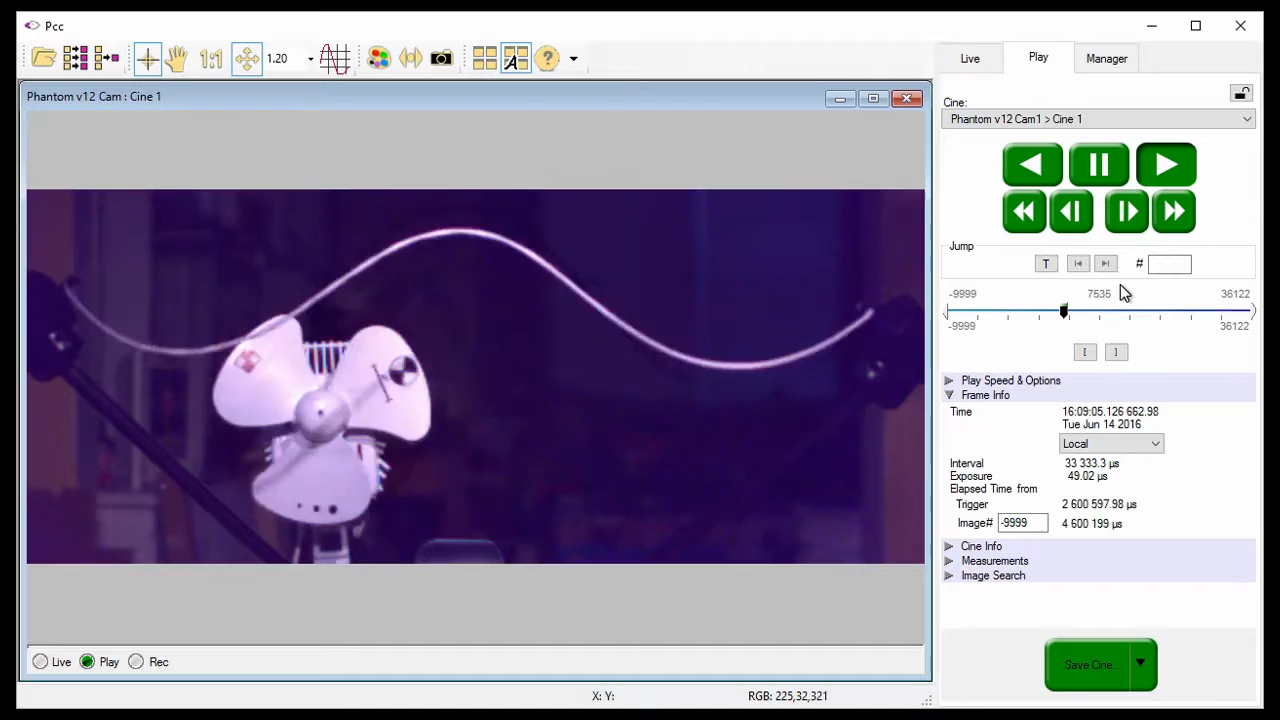 Pcc
1:1
1.20
A
?
Live
Play
Manager
Phantom v12 Cam : Cine 1
Cine:
Phantom v12 Cam1 > Cine 1
Jump
T
#
-9999
7535
36122
-9999
36122
[
]
Play Speed & Options
Frame Info
Time
16:09:05.126 662.98
Tue Jun 14 2016
Local
Interval
33 333.3 µs
Exposure
49.02 µs
Elapsed Time from
Trigger
2 600 597.98 µs
Image#
-9999
4 600 199 µs
Cine Info
Measurements
Image Search
Save Cine...
Live
Play
Rec
X: Y:
RGB: 225,32,321